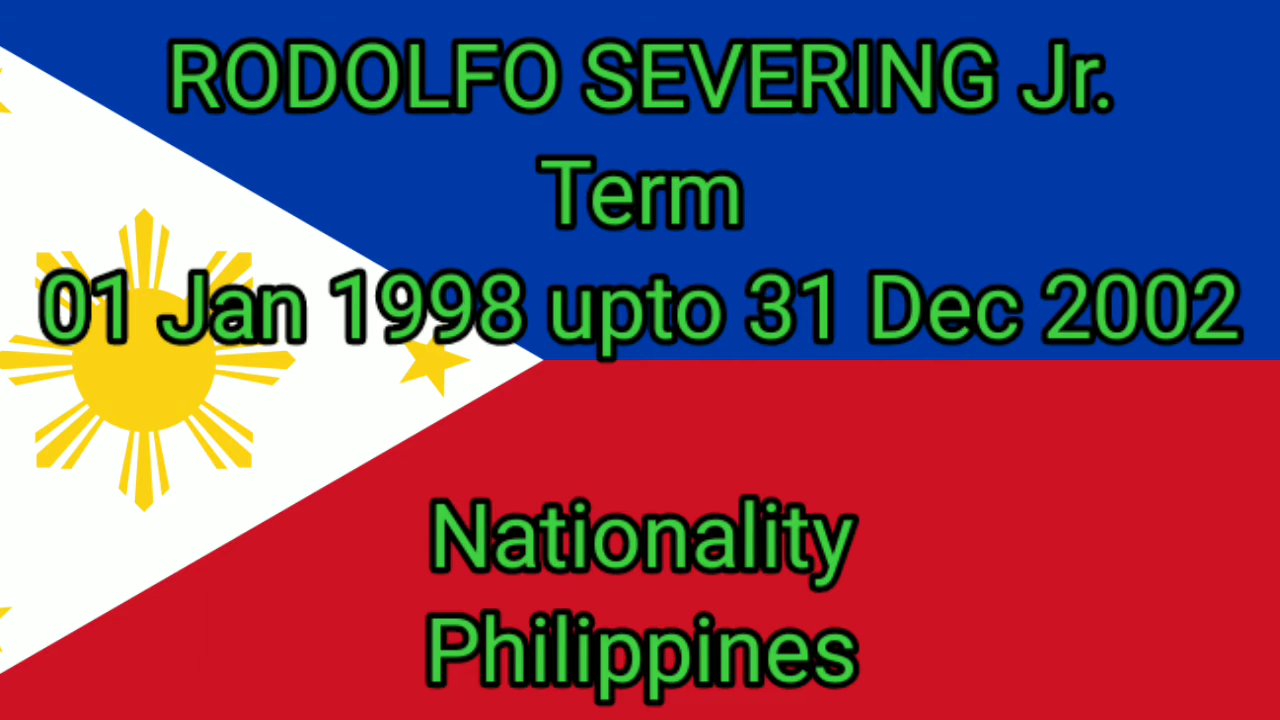 RODOLFO SEVERING Jr.
Term
01 Jan 1998 upto 31 Dec 2002
Nationality
Philippines